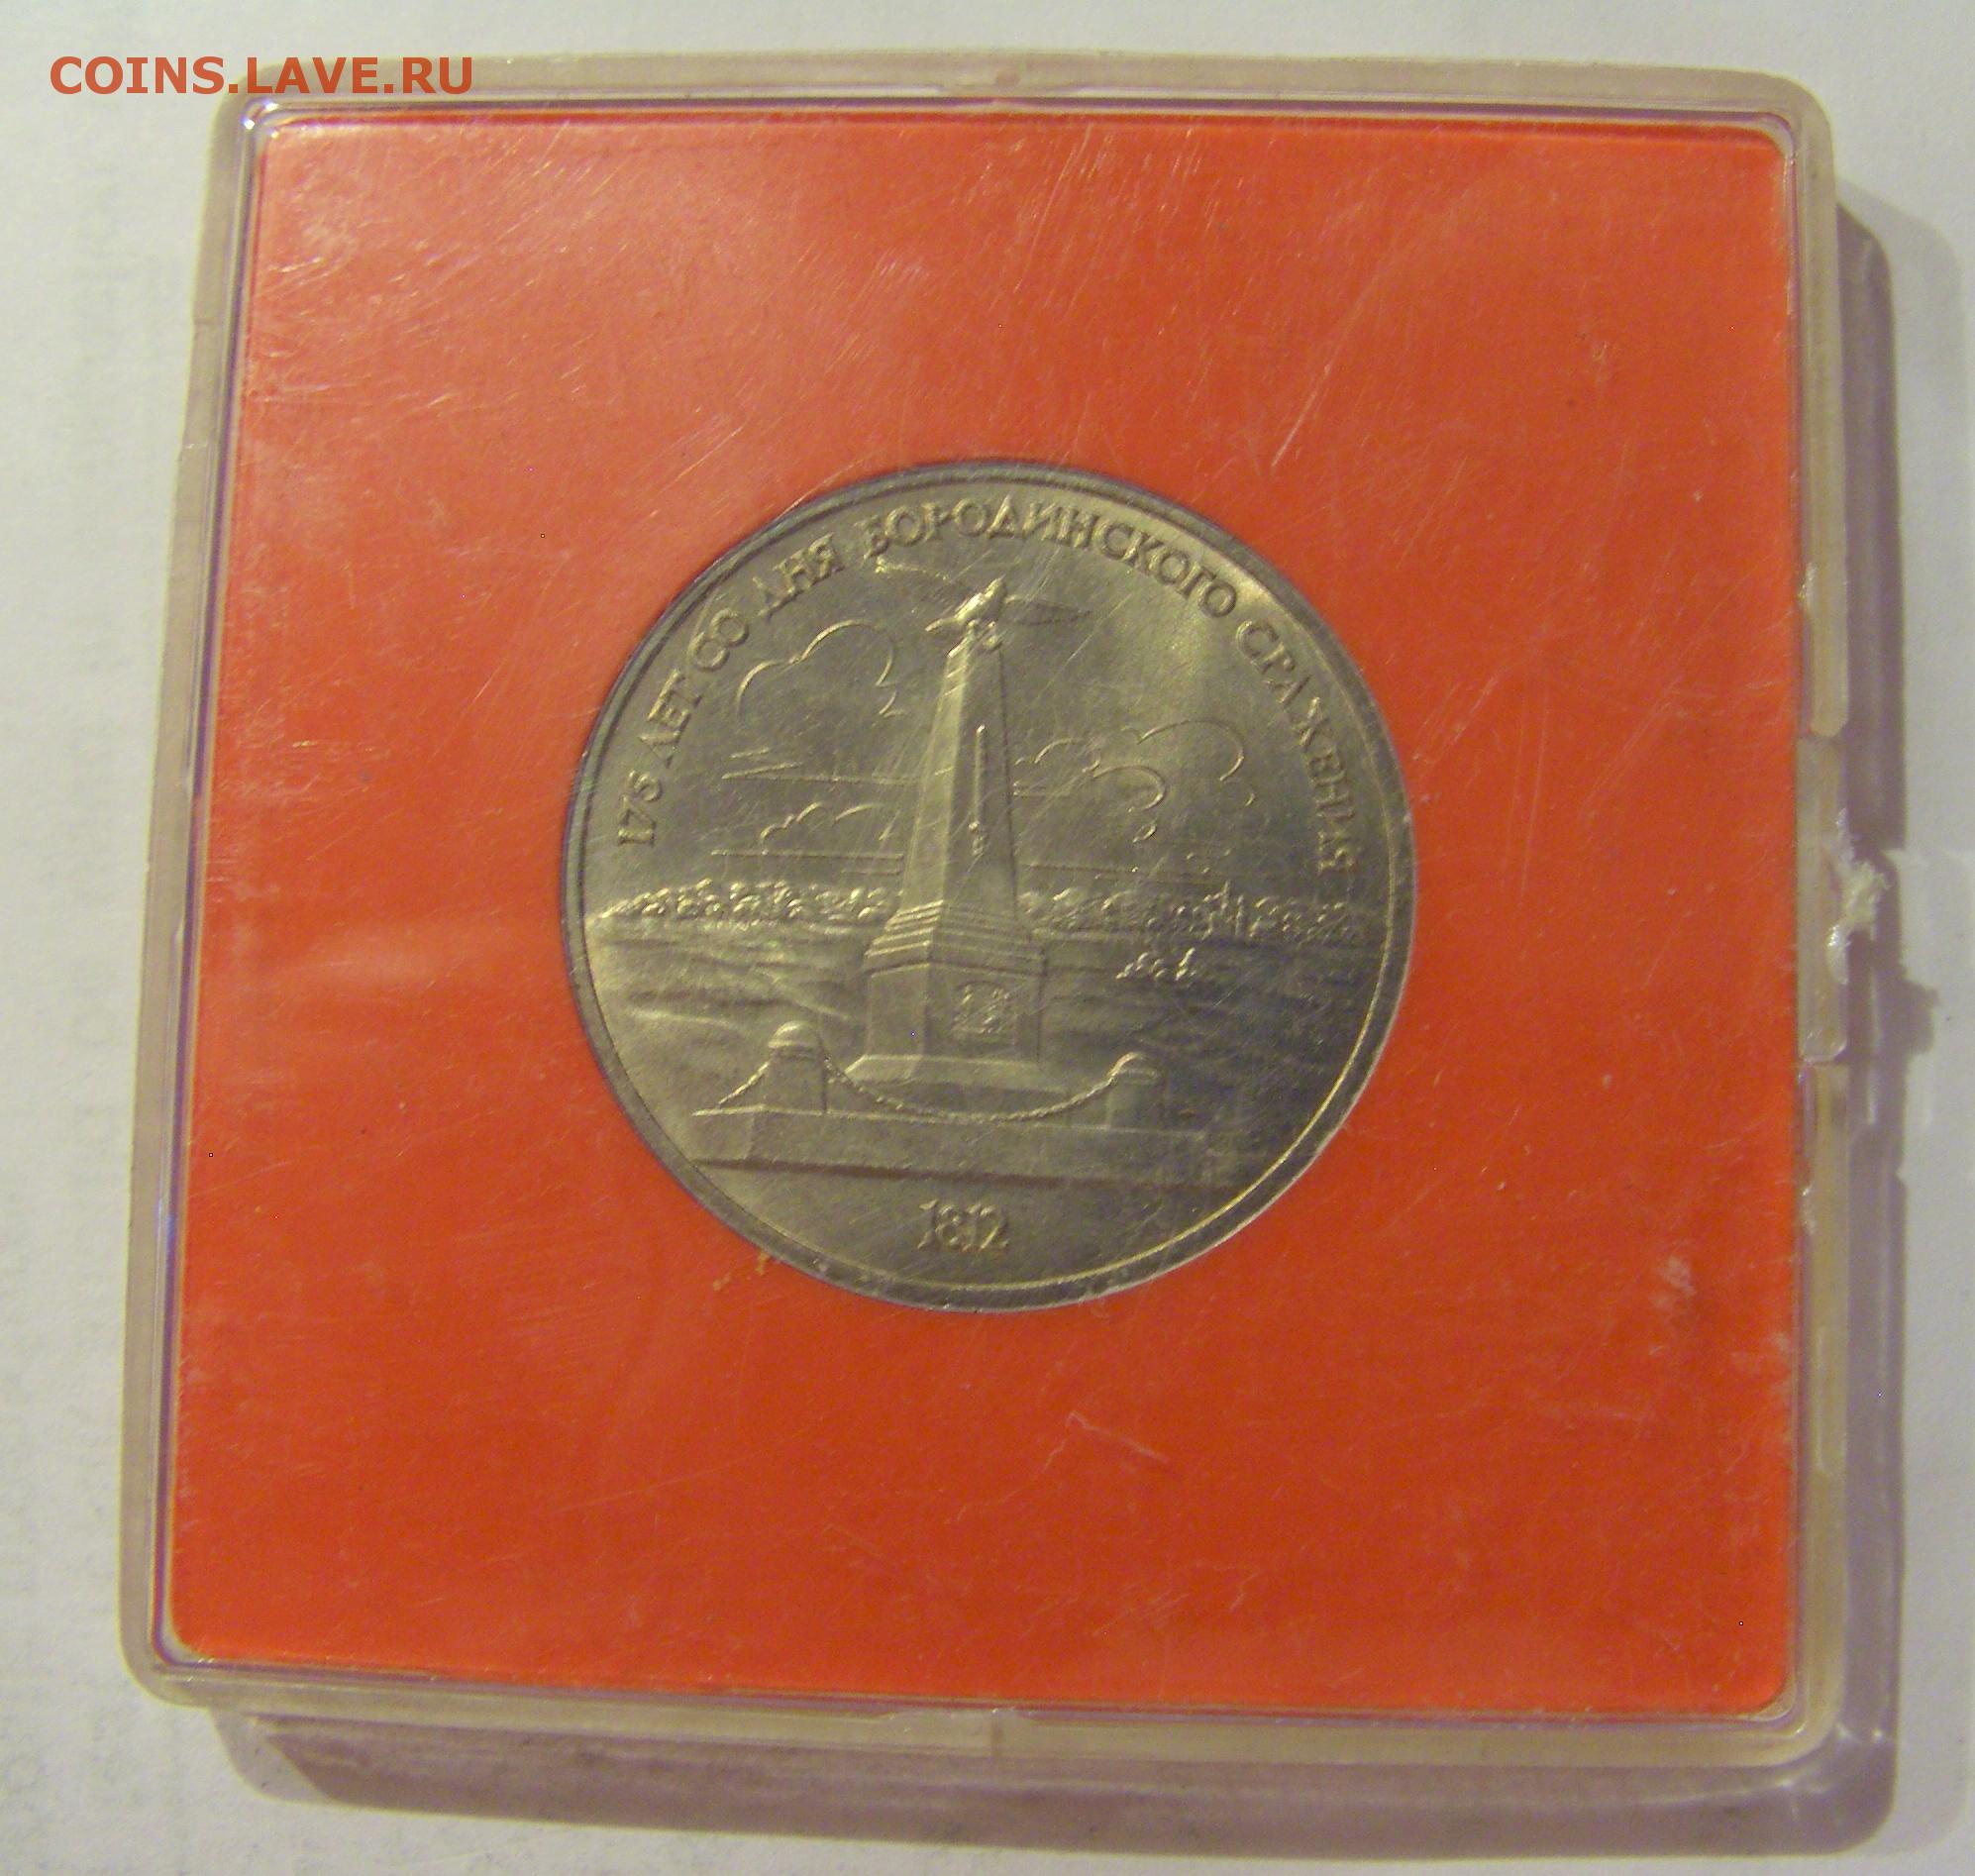 COINS.LAVE.RU
175 ЛЕТ СО ДНЯ БОРОДИНСКОГО СРАЖЕНИЯ
1812